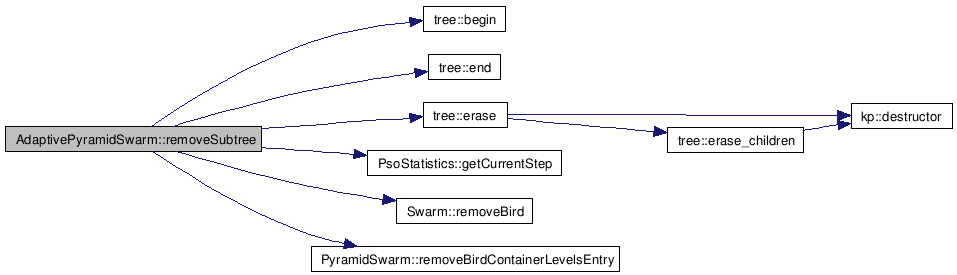 tree::begin
tree::end
AdaptivePyramidSwarm::removeSubtree
tree::erase
kp::destructor
tree::erase_children
PsoStatistics::getCurrentStep
Swarm::removeBird
PyramidSwarm::removeBirdContainerLevelsEntry